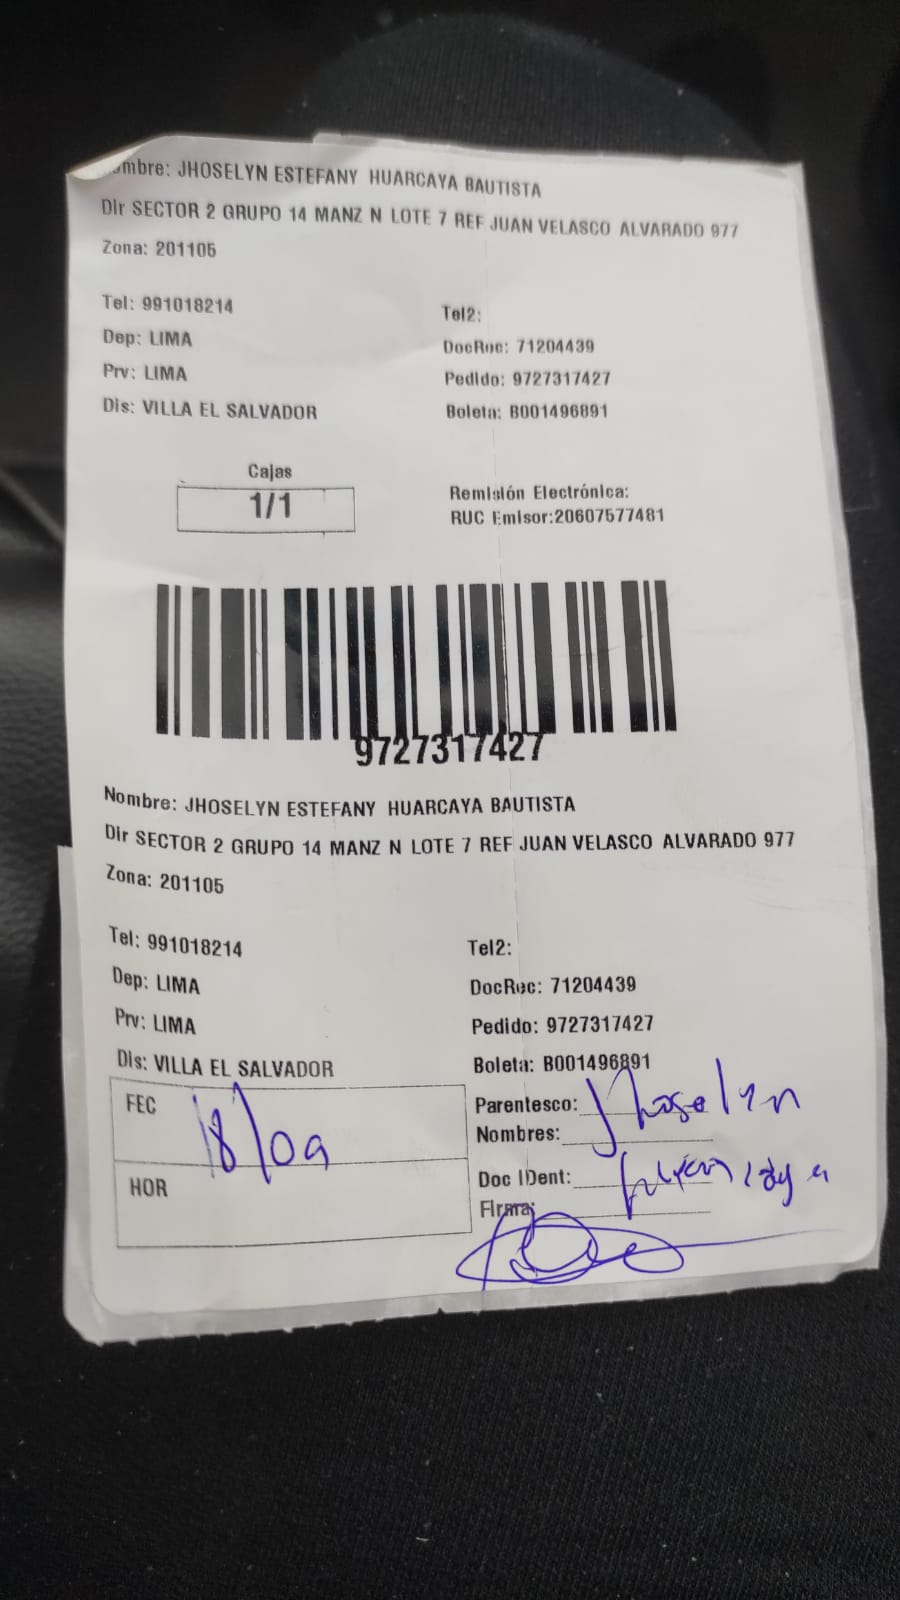 ombre: JHOSELYN ESTEFANY HUARCAYA BAUTISTA
Dir SECTOR 2 GRUPO 14 MANZ N LOTE 7 REF JUAN VELASCO ALVARADO 977
Zona: 201105
Tel: 991018214
Tel2:
Dep: LIMA
DocRec: 71204439
Prv: LIMA
Pedido: 9727317427
Dis: VILLA EL SALVADOR
Boleta: B001496891
Cajas
1/1
Remisión Electrónica:
RUC Emisor:20607577481
9727317427
Nombre: JHOSELYN ESTEFANY HUARCAYA BAUTISTA
Dir SECTOR 2 GRUPO 14 MANZ N LOTE 7 REF JUAN VELASCO ALVARADO 977
Zona: 201105
Tel: 991018214
Tel2:
Dep: LIMA
DocRec: 71204439
Prv: LIMA
Pedido: 9727317427
Dis: VILLA EL SALVADOR
Boleta: B001496891
FEC 18/09
Parentesco: Jhoselyn
Nombres:
HOR
Doc IDent:
Firma: